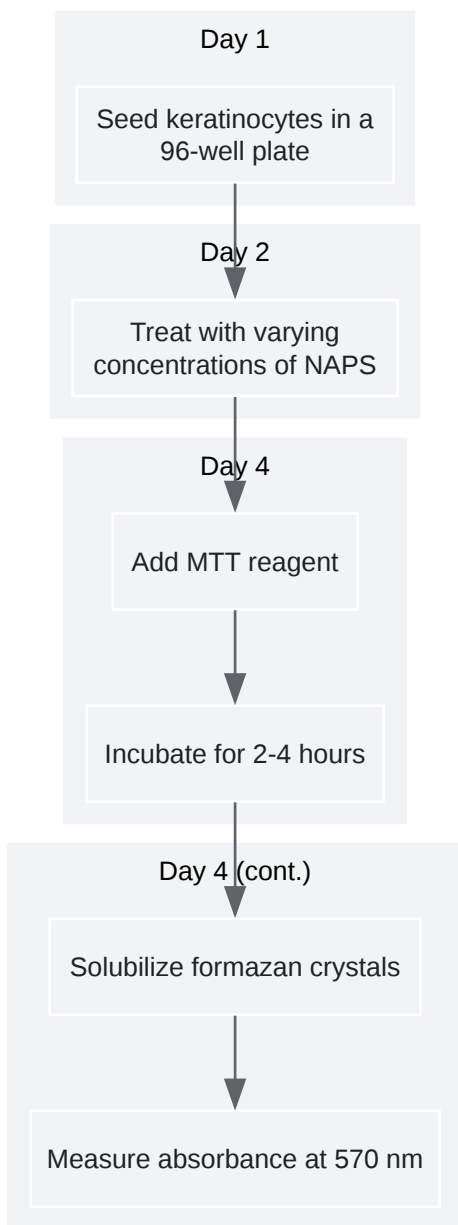 Day 1
Seed keratinocytes in a
96-well plate
Day 2
Treat with varying
concentrations of NAPS
Day 4
Add MTT reagent
Incubate for 2-4 hours
Day 4 (cont.)
Solubilize formazan crystals
Measure absorbance at 570 nm